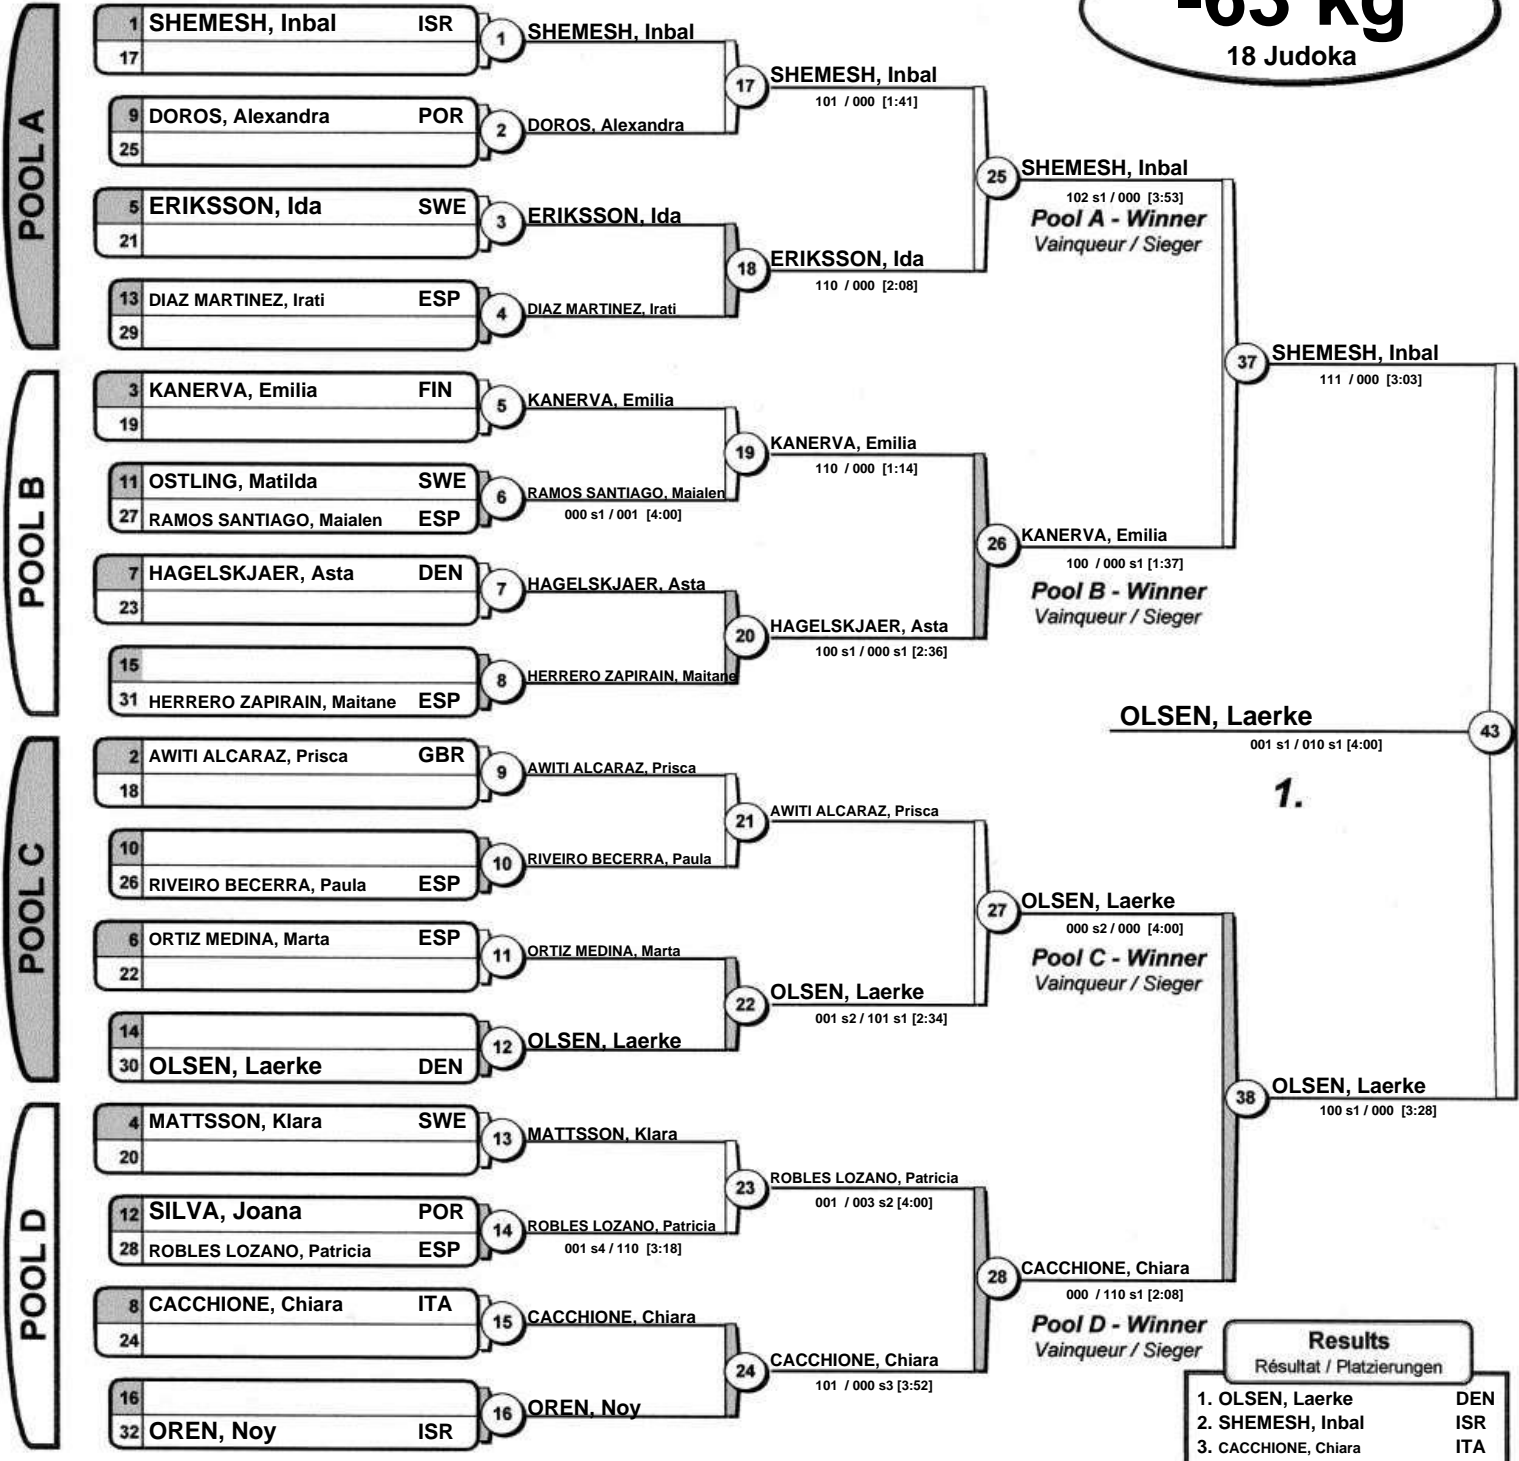 -63 kg
18 Judoka
POOL A
1 SHEMESH, Inbal ISR
17
1 SHEMESH, Inbal
9 DOROS, Alexandra POR
25
2 DOROS, Alexandra
17 SHEMESH, Inbal
101 / 000 [1:41]
5 ERIKSSON, Ida SWE
21
3 ERIKSSON, Ida
13 DIAZ MARTINEZ, Irati ESP
29
4 DIAZ MARTINEZ, Irati
18 ERIKSSON, Ida
110 / 000 [2:08]
25 SHEMESH, Inbal
102 s1 / 000 [3:53]
Pool A - Winner
Vainqueur / Sieger
POOL B
3 KANERVA, Emilia FIN
19
5 KANERVA, Emilia
11 OSTLING, Matilda SWE
27 RAMOS SANTIAGO, Maialen ESP
6 RAMOS SANTIAGO, Maialen
000 s1 / 001 [4:00]
19 KANERVA, Emilia
110 / 000 [1:14]
7 HAGELSKJAER, Asta DEN
23
7 HAGELSKJAER, Asta
15
31 HERRERO ZAPIRAIN, Maitane ESP
8 HERRERO ZAPIRAIN, Maitane
20 HAGELSKJAER, Asta
100 s1 / 000 s1 [2:36]
26 KANERVA, Emilia
100 / 000 s1 [1:37]
Pool B - Winner
Vainqueur / Sieger
37 SHEMESH, Inbal
111 / 000 [3:03]
POOL C
2 AWITI ALCARAZ, Prisca GBR
18
9 AWITI ALCARAZ, Prisca
10
26 RIVEIRO BECERRA, Paula ESP
10 RIVEIRO BECERRA, Paula
21 AWITI ALCARAZ, Prisca
6 ORTIZ MEDINA, Marta ESP
22
11 ORTIZ MEDINA, Marta
14
30 OLSEN, Laerke DEN
12 OLSEN, Laerke
22 OLSEN, Laerke
001 s2 / 101 s1 [2:34]
27 OLSEN, Laerke
000 s2 / 000 [4:00]
Pool C - Winner
Vainqueur / Sieger
POOL D
4 MATTSSON, Klara SWE
20
13 MATTSSON, Klara
12 SILVA, Joana POR
28 ROBLES LOZANO, Patricia ESP
14 ROBLES LOZANO, Patricia
001 s4 / 110 [3:18]
23 ROBLES LOZANO, Patricia
001 / 003 s2 [4:00]
8 CACCHIONE, Chiara ITA
24
15 CACCHIONE, Chiara
16
32 OREN, Noy ISR
16 OREN, Noy
24 CACCHIONE, Chiara
101 / 000 s3 [3:52]
28 CACCHIONE, Chiara
000 / 110 s1 [2:08]
Pool D - Winner
Vainqueur / Sieger
38 OLSEN, Laerke
100 s1 / 000 [3:28]
OLSEN, Laerke 43
001 s1 / 010 s1 [4:00]
1.
Results
Résultat / Platzierungen
1. OLSEN, Laerke DEN
2. SHEMESH, Inbal ISR
3. CACCHIONE, Chiara ITA